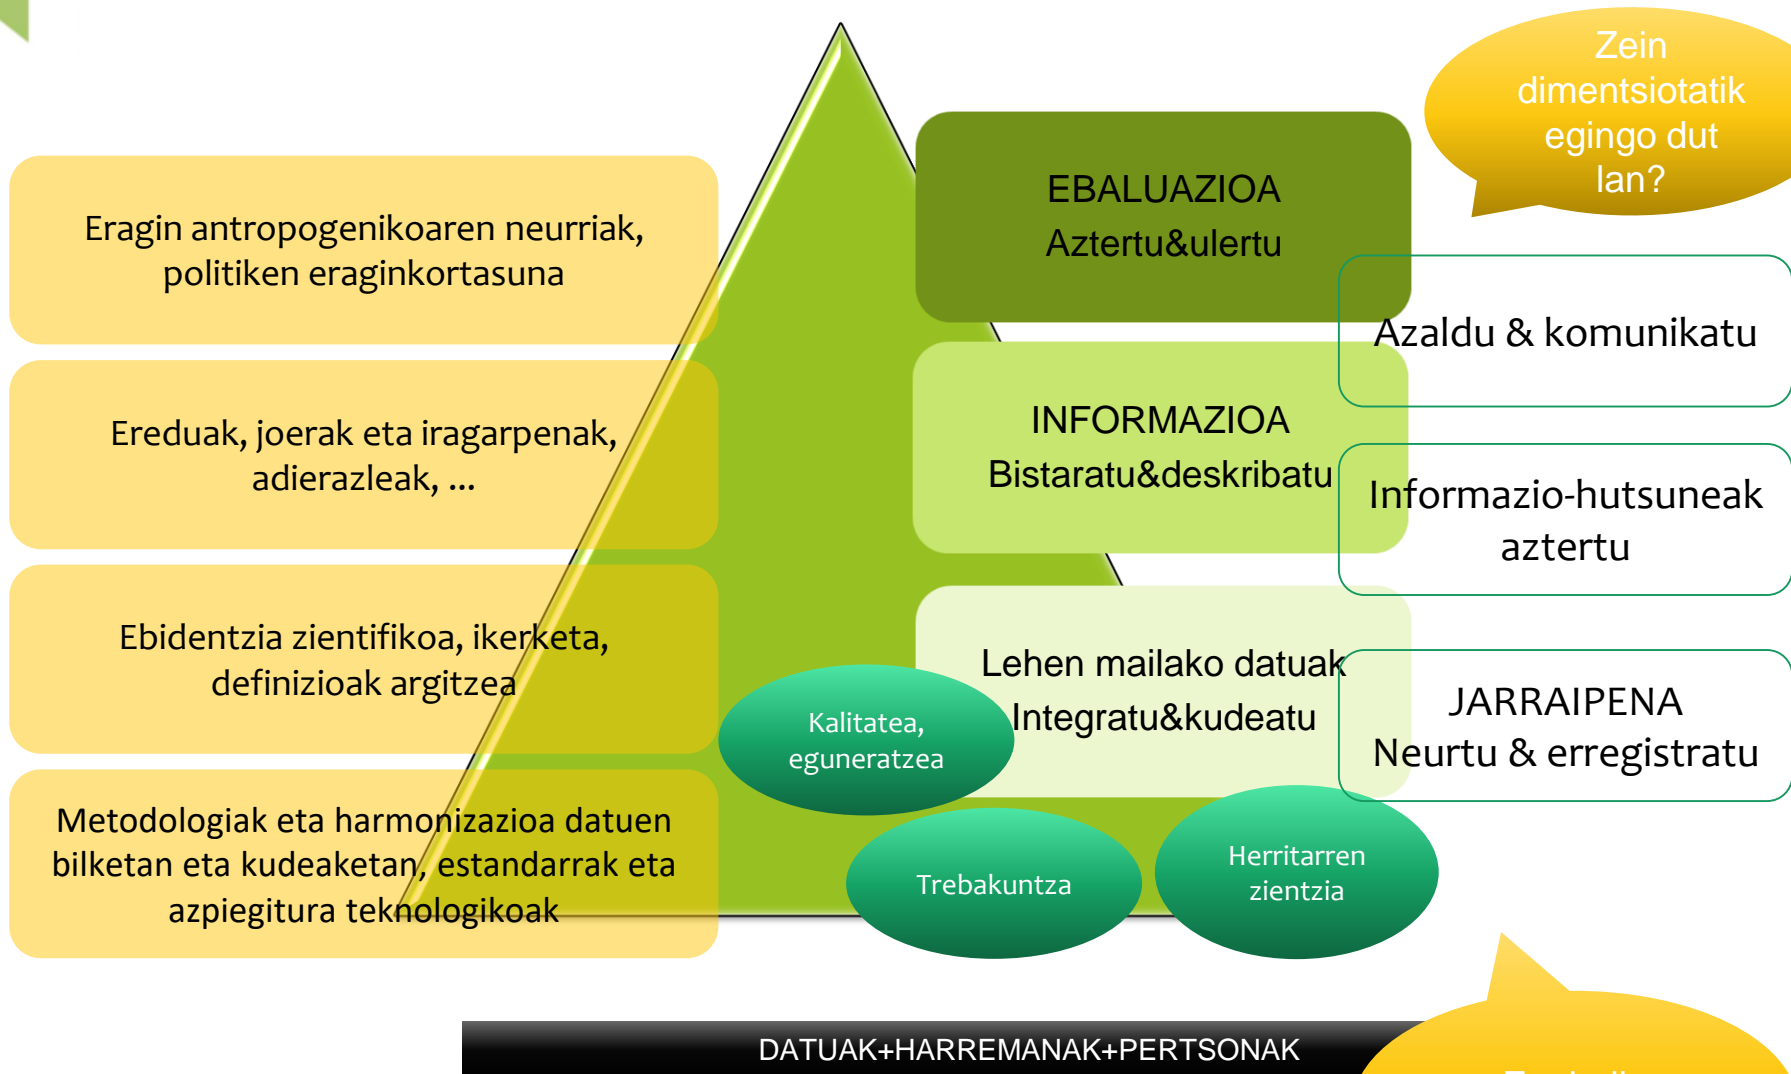 Zein
dimentsiotatik
egingo dut
lan?
EBALUAZIOA
Aztertu&ulertu
Eragin antropogenikoaren neurriak,
politiken eraginkortasuna
Azaldu & komunikatu
INFORMAZIOA
Bistaratu&deskribatu
Ereduak, joerak eta iragarpenak,
adierazleak, ...
Informazio-hutsuneak
aztertu
Ebidentzia zientifikoa, ikerketa,
definizioak argitzea
Lehen mailako datuak
Integratu&kudeatu
JARRAIPENA
Neurtu & erregistratu
Kalitatea,
eguneratzea
Metodologiak eta harmonizazioa datuen
bilketan eta kudeaketan, estandarrak eta
azpiegitura teknologikoak
Trebakuntza
Herritarren
zientzia
DATUAK+HARREMANAK+PERTSONAK